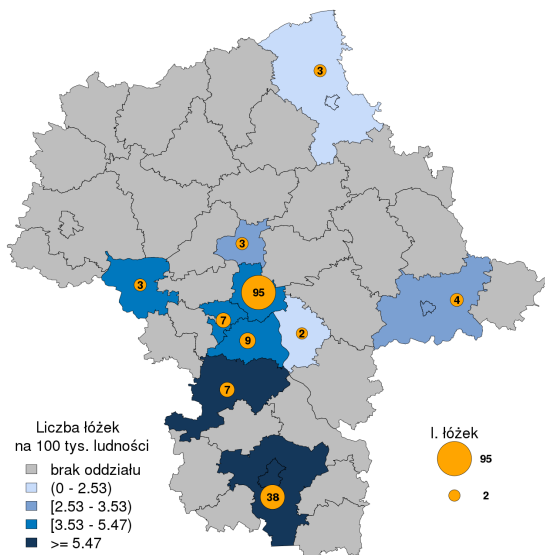 3
3
95
3
4
7
2
9
7
38
Liczba łóżek
na 100 tys. ludności
brak oddziału
(0 - 2.53)
[2.53 - 3.53)
[3.53 - 5.47)
>= 5.47
l. łóżek
95
2